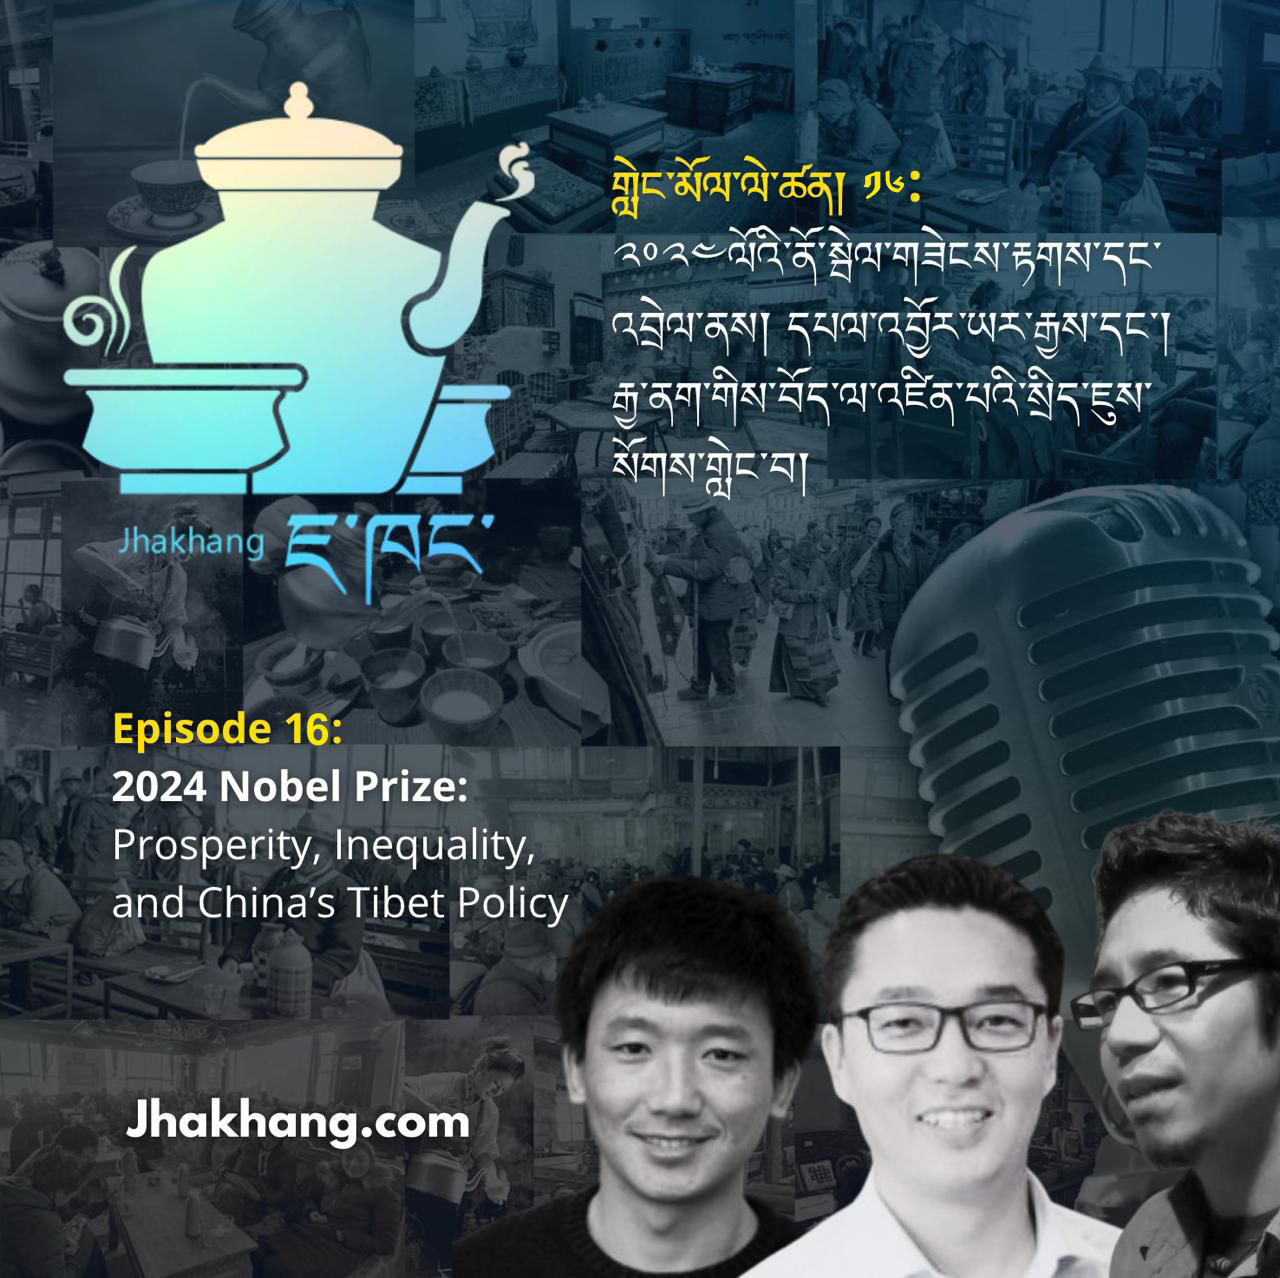 གླེང་མོལ་ལེ་ཚན། ༡༦:
༢༠༢༤ལོའི་ནོ་སྦེལ་གཟེངས་རྟགས་དང་
འབྲེལ་ནས། དཔལ་འབྱོར་ཡར་རྒྱས་དང་།
རྒྱ་ནག་གིས་བོད་ལ་འཛིན་པའི་སྲིད་ཇུས་
སོགས་གླེང་བ།
Jhakhang ཇ་ཁང་
Episode 16:
2024 Nobel Prize:
Prosperity, Inequality,
and China’s Tibet Policy
Jhakhang.com